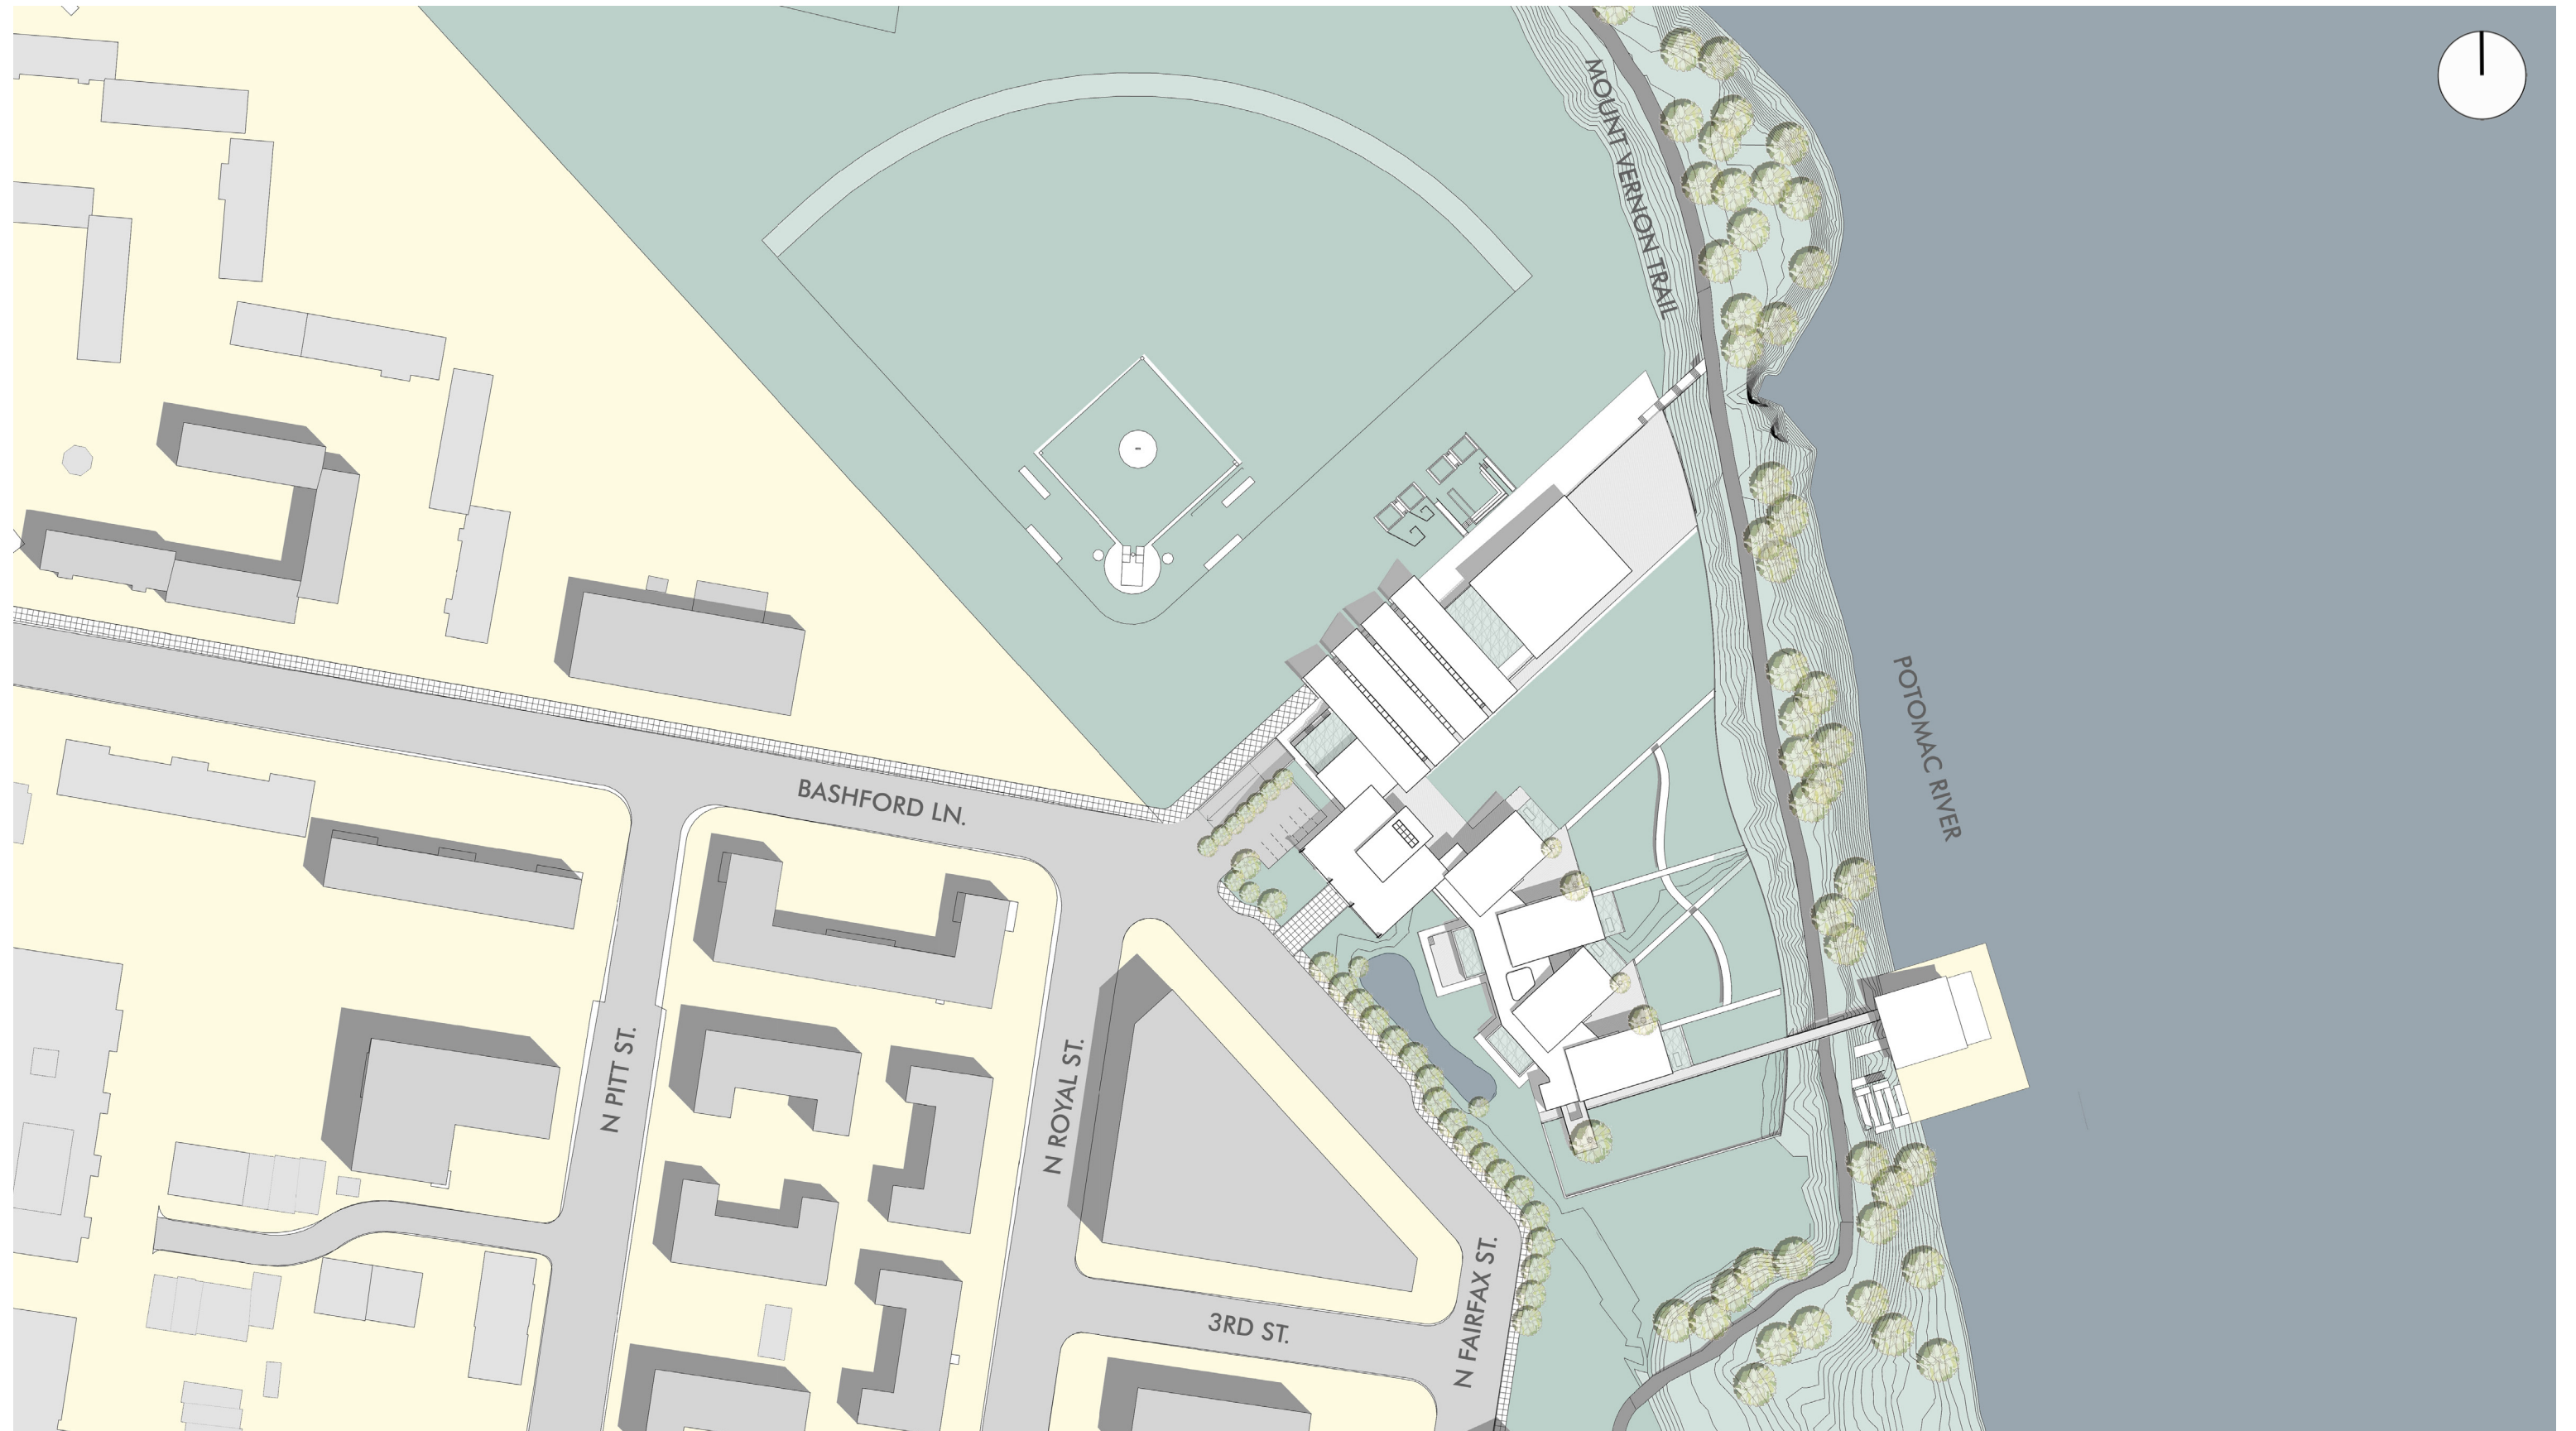 MOUNT VERNON TRAIL
POTOMAC RIVER
BASHFORD LN.
N PITT ST.
N ROYAL ST.
N FAIRFAX ST.
3RD ST.